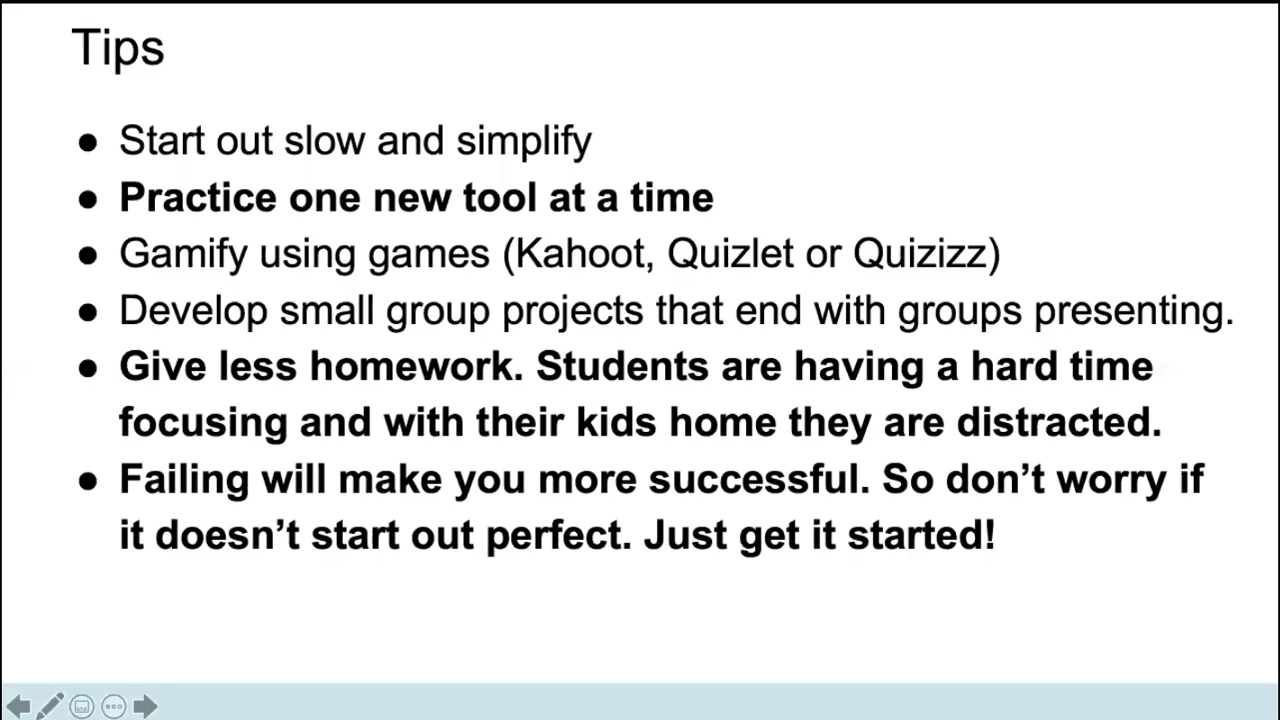 Tips
● Start out slow and simplify
● Practice one new tool at a time
● Gamify using games (Kahoot, Quizlet or Quizizz)
● Develop small group projects that end with groups presenting.
● Give less homework. Students are having a hard time
focusing and with their kids home they are distracted.
● Failing will make you more successful. So don’t worry if
it doesn’t start out perfect. Just get it started!